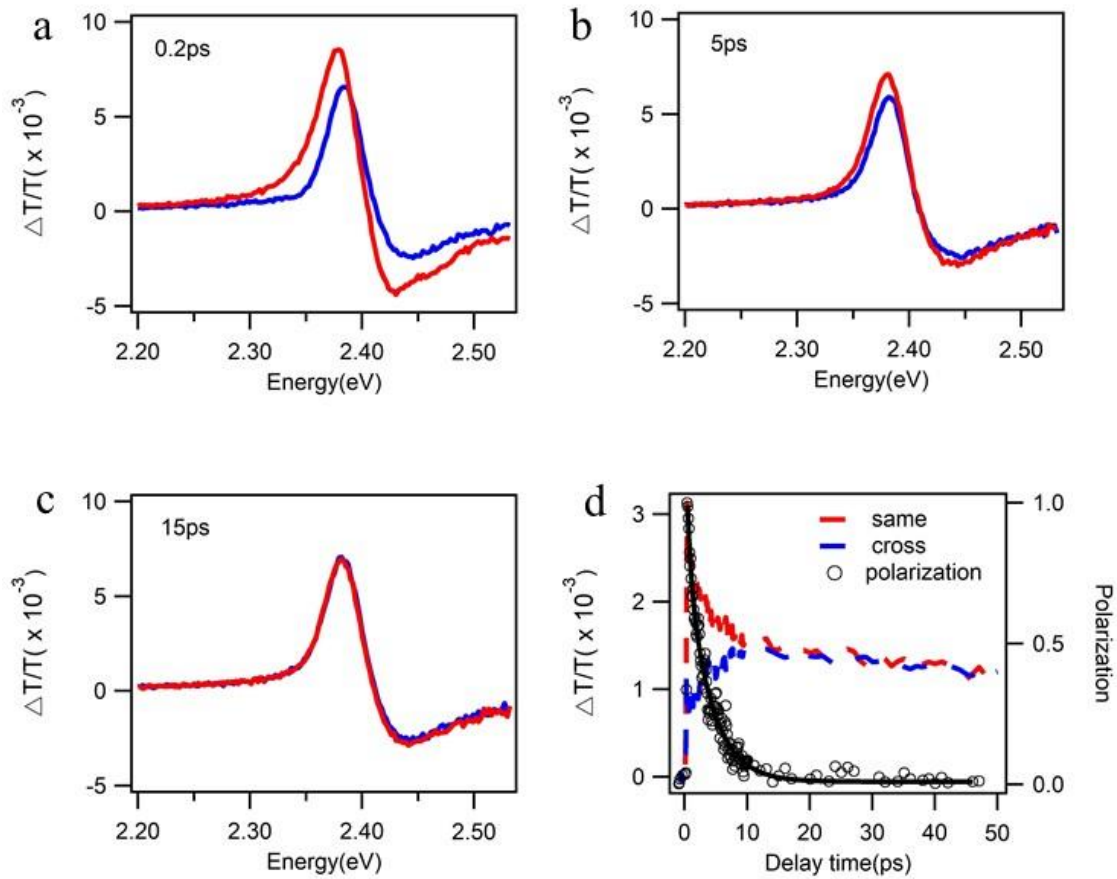 a
0.2ps
10
5
0
-5
△T/T( x 10⁻³)
2.20 2.30 2.40 2.50
Energy(eV)
b
5ps
10
5
0
-5
△T/T( x 10⁻³)
2.20 2.30 2.40 2.50
Energy(eV)
c
15ps
10
5
0
-5
△T/T( x 10⁻³)
2.20 2.30 2.40 2.50
Energy(eV)
d
same
cross
polarization
3
2
1
0
△T/T( x 10⁻³)
1.0
0.5
0.0
Polarization
0 10 20 30 40 50
Delay time(ps)